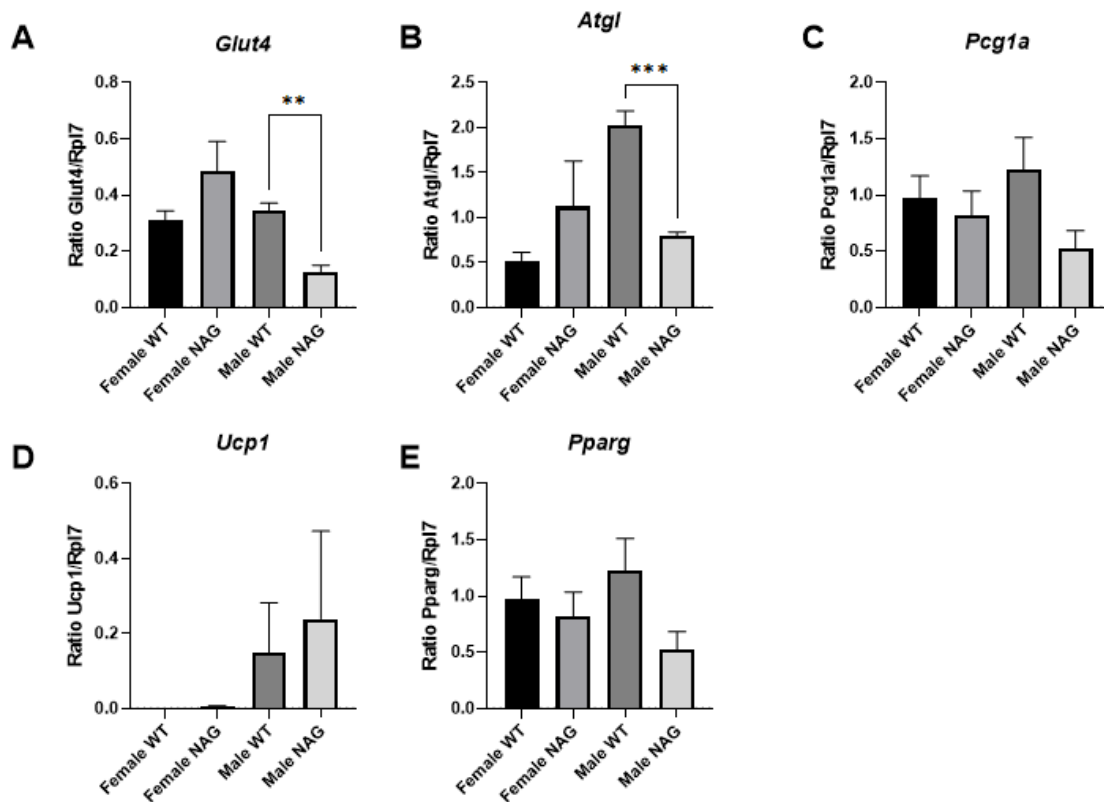 A
Glut4
Ratio Glut4/Rpl7
0.8
0.6
0.4
0.2
0.0
**
Female WT
Female NAG
Male WT
Male NAG
B
Atgl
Ratio Atgl/Rpl7
2.5
2.0
1.5
1.0
0.5
0.0
***
Female WT
Female NAG
Male WT
Male NAG
C
Pcg1a
Ratio Pcg1a/Rpl7
2.0
1.5
1.0
0.5
0.0
Female WT
Female NAG
Male WT
Male NAG
D
Ucp1
Ratio Ucp1/Rpl7
0.6
0.4
0.2
0.0
Female WT
Female NAG
Male WT
Male NAG
E
Pparg
Ratio Pparg/Rpl7
2.0
1.5
1.0
0.5
0.0
Female WT
Female NAG
Male WT
Male NAG